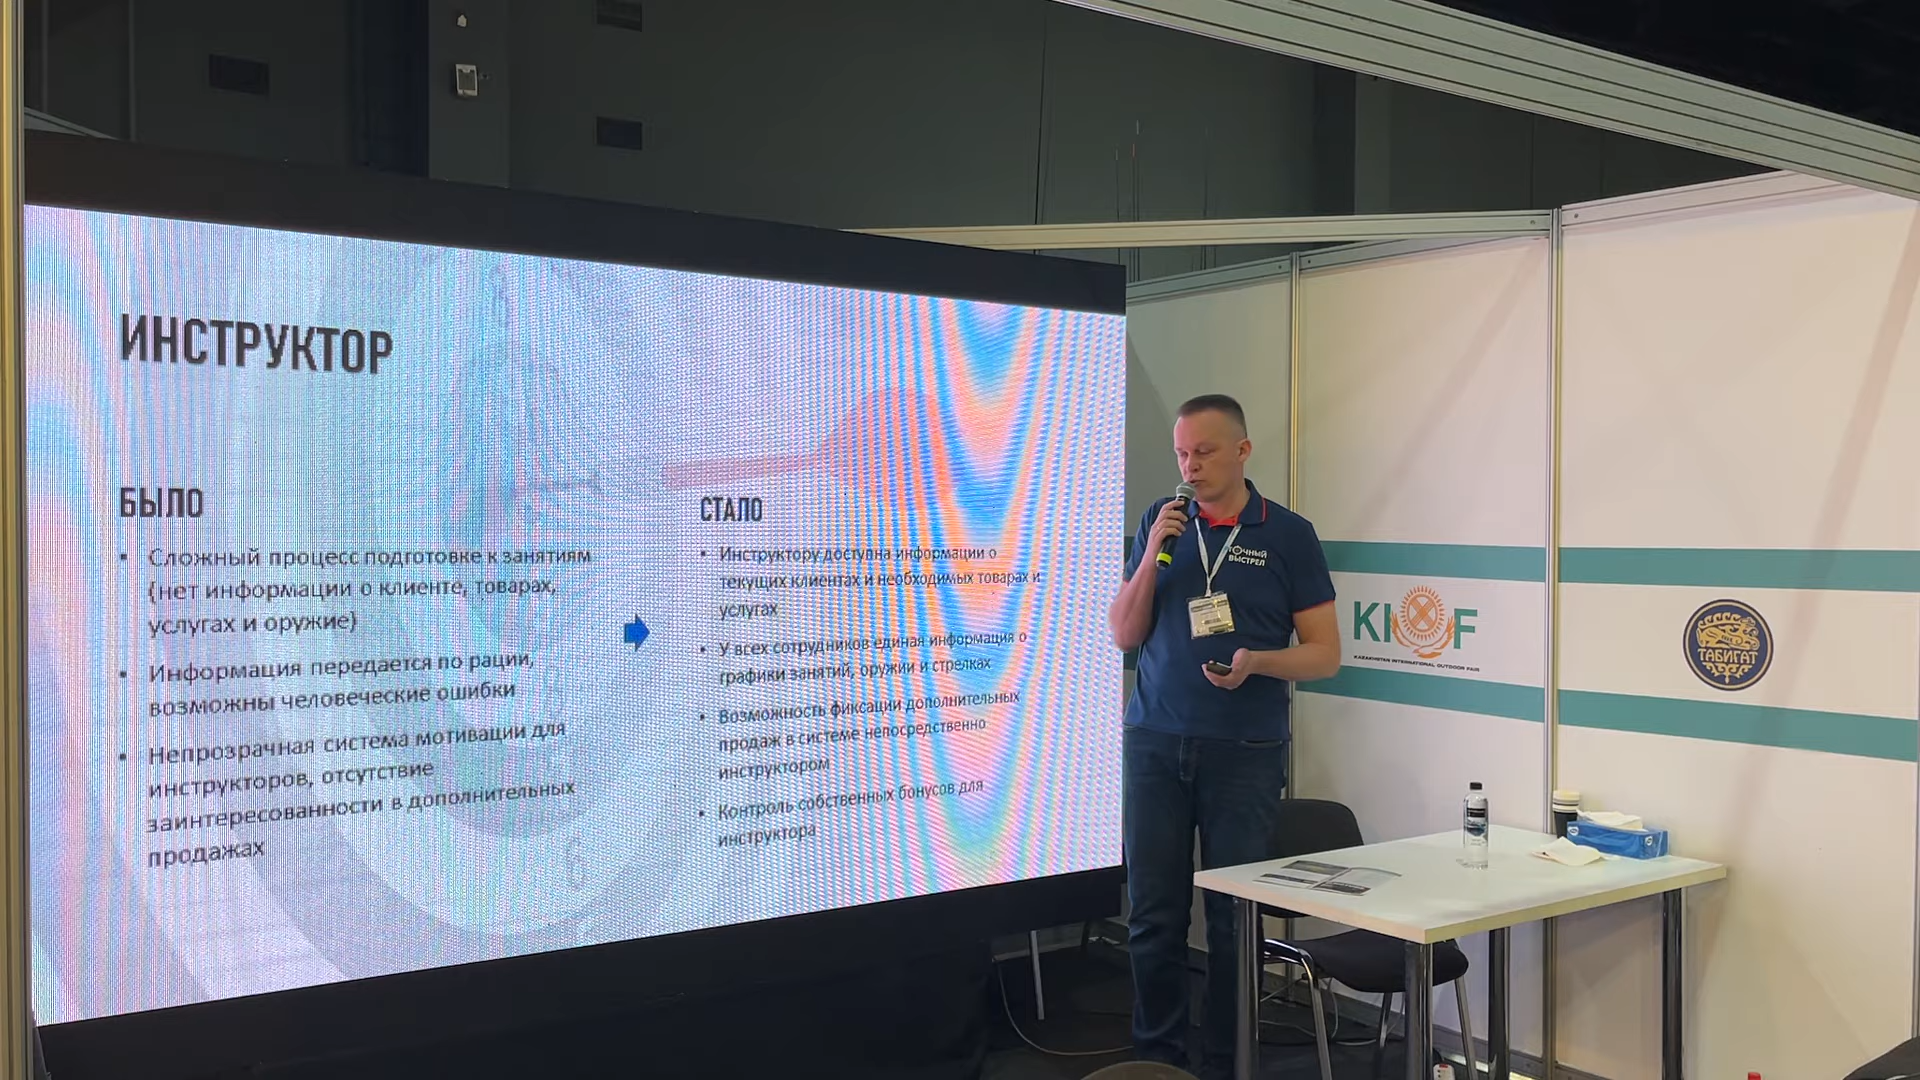 ИНСТРУКТОР
БЫЛО
• Сложный процесс подготовке к занятиям
(нет информации о клиенте, товарах,
услугах и оружие)
• Информация передается по рации,
возможны человеческие ошибки
• Непрозрачная система мотивации для
инструкторов, отсутствие
заинтересованности в дополнительных
продажах
СТАЛО
• Инструктору доступна информации о
текущих клиентах и необходимых товарах и
услугах
• У всех сотрудников единая информация о
графики занятий, оружии и стрелках
• Возможность фиксации дополнительных
продаж в системе непосредственно
инструктором
• Контроль собственных бонусов для
инструктора
6
ТОЧНЫЙ
ВЫСТРЕЛ
KIOF
KAZAKHSTAN INTERNATIONAL OUTDOOR FAIR
ТАБИГАТ